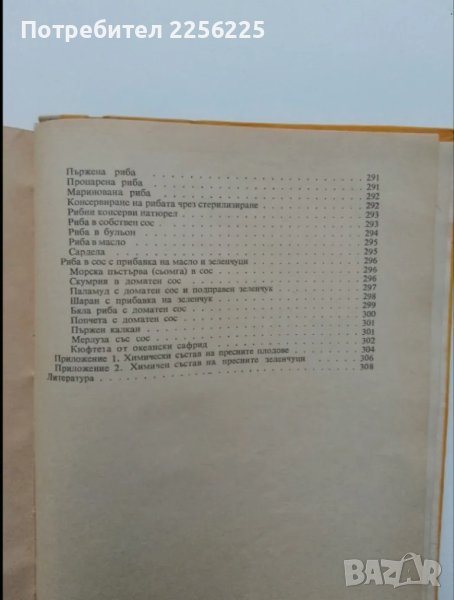 Потребител 2256225
Пържена риба 291
Пропарена риба 291
Маринована риба 292
Консервиране на рибата чрез стерилизиране 292
Рибни консерви натюрел 293
Риба в собствен сос 293
Риба в бульон 294
Риба в масло 295
Сардела 295
Риба в сос с прибавка на масло и зеленчуци 296
Морска пъстърва (сьомга) в сос 296
Скумрия в доматен сос 296
Паламуд с доматен сос и подправен зеленчук 297
Шаран с прибавка на зеленчук 298
Бяла риба с доматен сос 299
Попчета с доматен сос 300
Пържен калкан 301
Мерлуза със сос 301
Кюфтета от океански сафрид 302
Приложение 1. Химически състав на пресните плодове 304
Приложение 2. Химичен състав на пресните зеленчуци 306
Литература 308
BAZAR